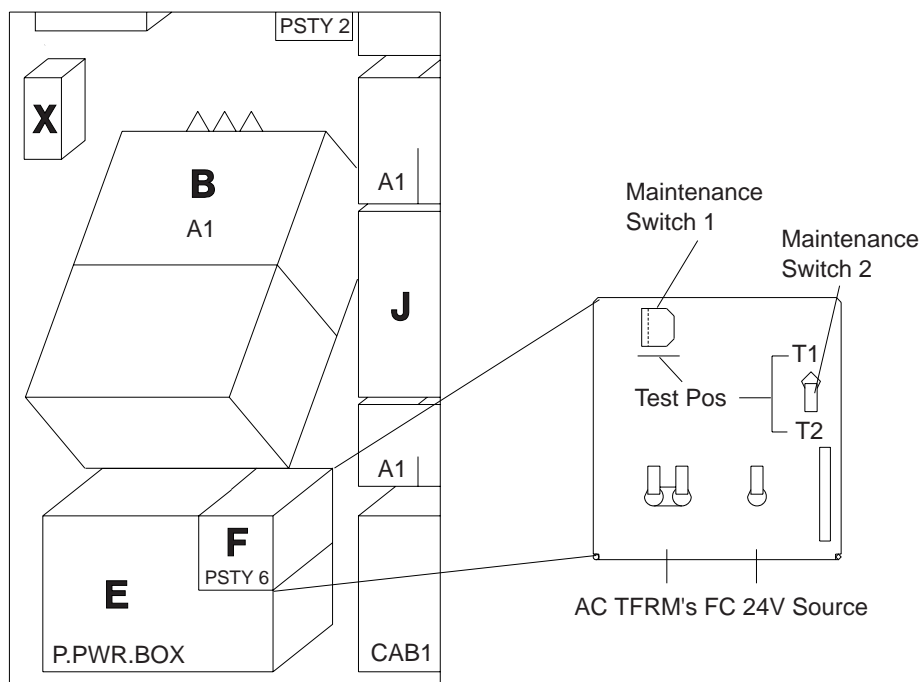 PSTY 2
X
B
A1
A1
J
A1
F
PSTY 6
E
P.PWR.BOX
CAB1
Maintenance
Switch 1
Maintenance
Switch 2
T1
Test Pos
T2
AC TFRM's FC 24V Source